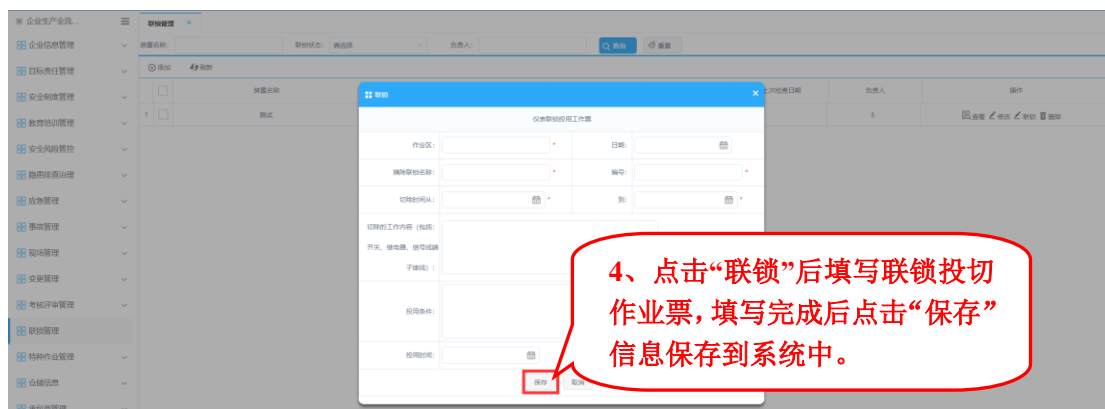 企业生产全流...
联锁管理 ×
企业信息管理
目标责任管理
安全制度管理
教育培训管理
安全风险管控
隐患排查治理
应急管理
事故管理
现场管理
变更管理
考核评审管理
联锁管理
特种作业管理
仓储信息
装置名称:
联锁状态: 请选择
负责人:
查询
重置
添加 刷新
装置名称
上次检查日期
负责人
操作
1
测试
5
查看 修改 联锁 删除
联锁 ×
仪表联锁投用工作票
作业区: *
日期:
摘除联锁名称: *
编号: *
切除时间从: *
到: *
切除的工作内容（包括:
开关、继电器、信号线端
子接线）:
投用条件:
投用时间:
保存
取消
4、点击“联锁”后填写联锁投切
作业票，填写完成后点击“保存”
信息保存到系统中。